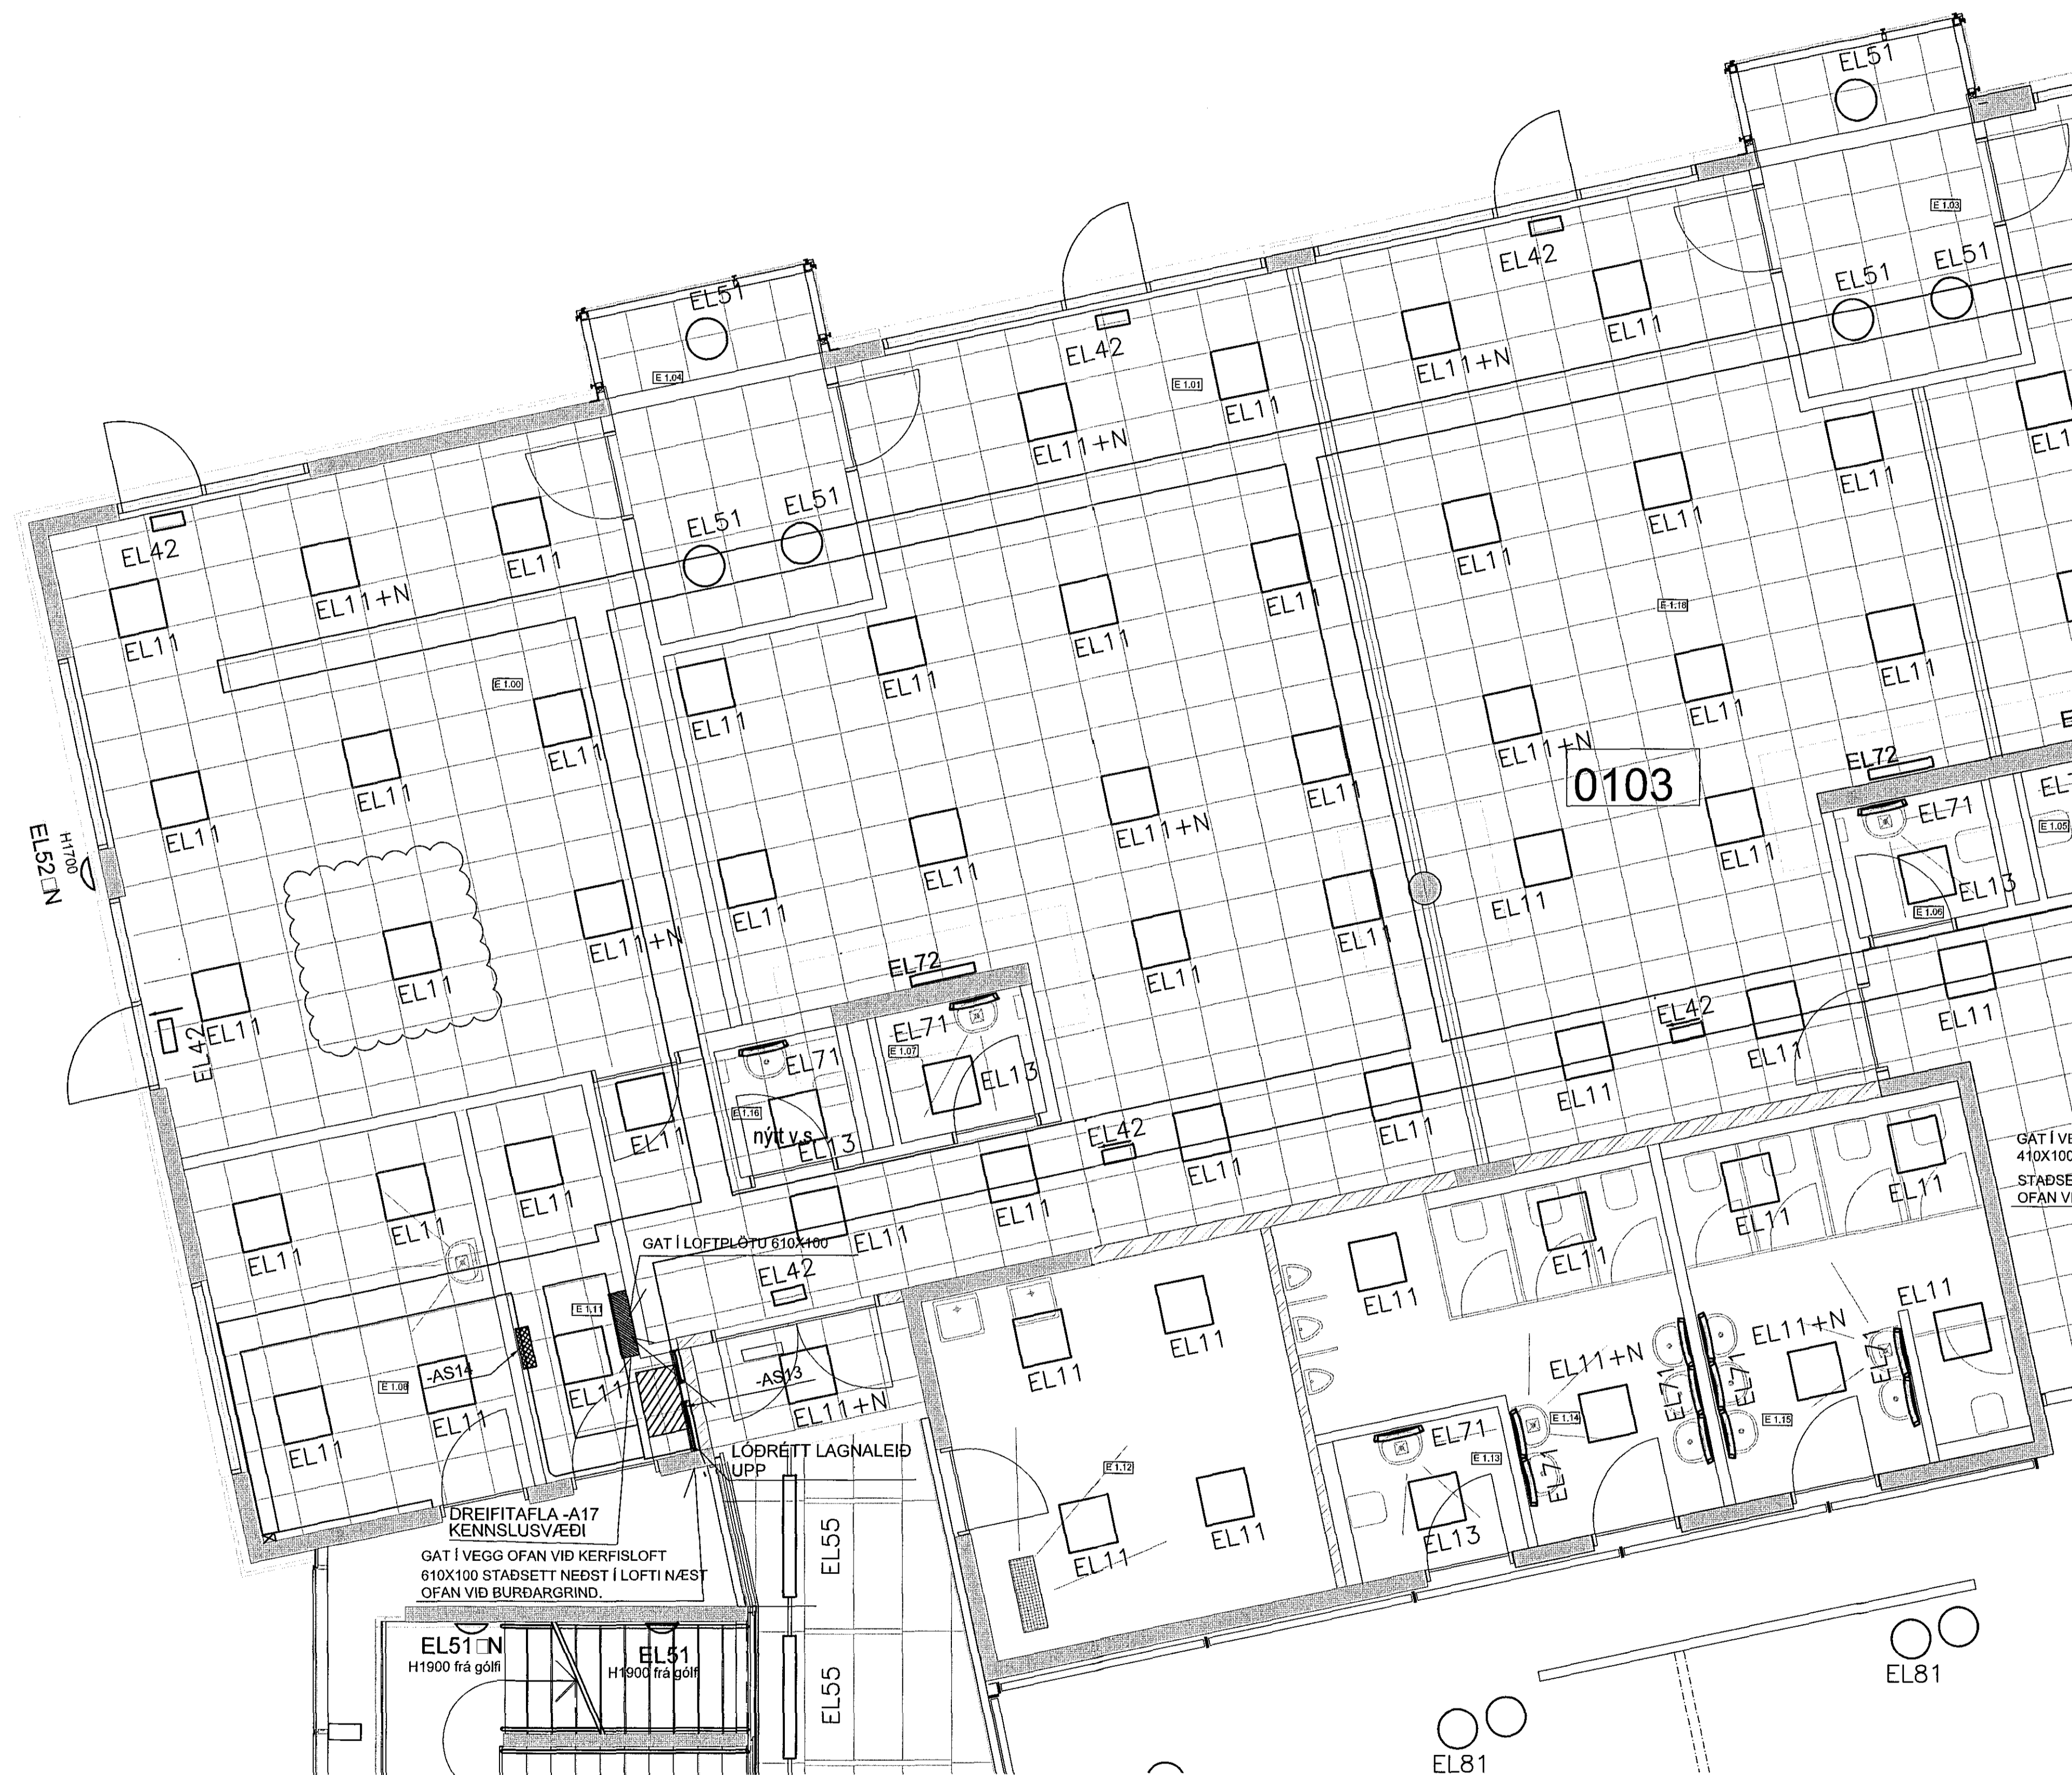 EL51
E 1.03
EL42
EL51
EL51
EL51
EL11
EL11+N
EL42
E 1.04
E 1.01
EL11
EL11+N
EL11
EL42
EL11
EL11+N
EL11
EL51
EL51
EL11
EL11
EL11
EL11
EL11
E 1.18
EL11
E 1.00
EL11
EL11
EL11
EL11
EL11
EL11+N
0103
EL72
EL11
EL11
EL11
EL11+N
EL11
EL11
EL11
EL71
E 1.05
EL13
E 1.06
H1700
EL52□N
EL11
EL11+N
EL11
EL11
EL11
EL72
EL11
EL42
EL71
E 1.07
EL13
EL71
E 1.16
nýtt v.s.
EL13
EL42
EL11
EL11
EL11
EL42
EL11
EL11
EL11
EL11
EL11
EL11
EL11
EL11
GAT Í LOFTPLÖTU 610X100
EL42
EL11
EL11
EL11
EL11
EL11
EL11
E 1.11
-AS14
E 1.08
EL11
EL11
EL11
-AS13
EL11+N
EL11+N
EL11+N
EL11
EL71
EL71
EL71
E 1.14
E 1.15
EL71
E 1.13
EL71
EL13
E 1.12
EL11
EL11
LÓÐRÉTT LAGNALEIÐ
UPP
DREIFITAFLA -A17
KENNSLUSVÆÐI
GAT Í VEGG OFAN VIÐ KERFISLOFT
610X100 STAÐSETT NEÐST Í LOFTI NÆST
OFAN VIÐ BURÐARGRIND.
EL55
EL55
EL51□N
H1900 frá gólfi
EL51
H1900 frá gólfi
EL81
EL81
410X100